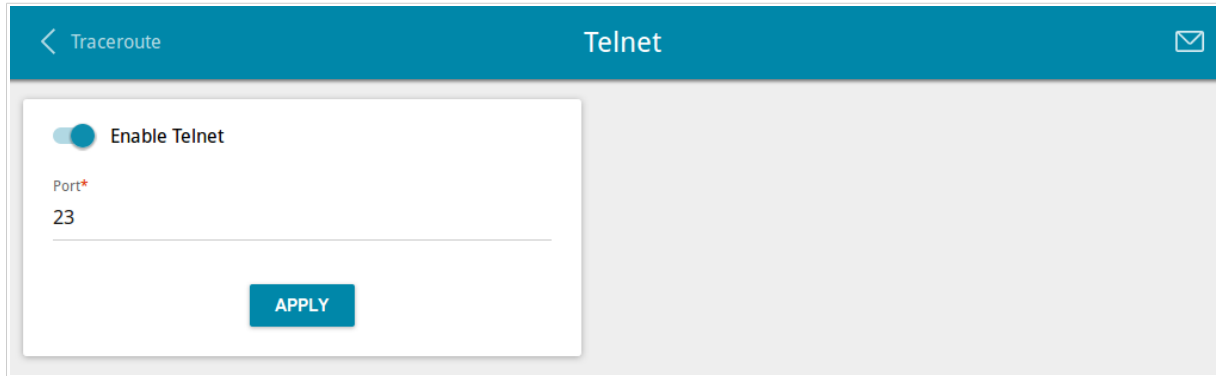 Traceroute
Telnet
Enable Telnet
Port*
23
APPLY